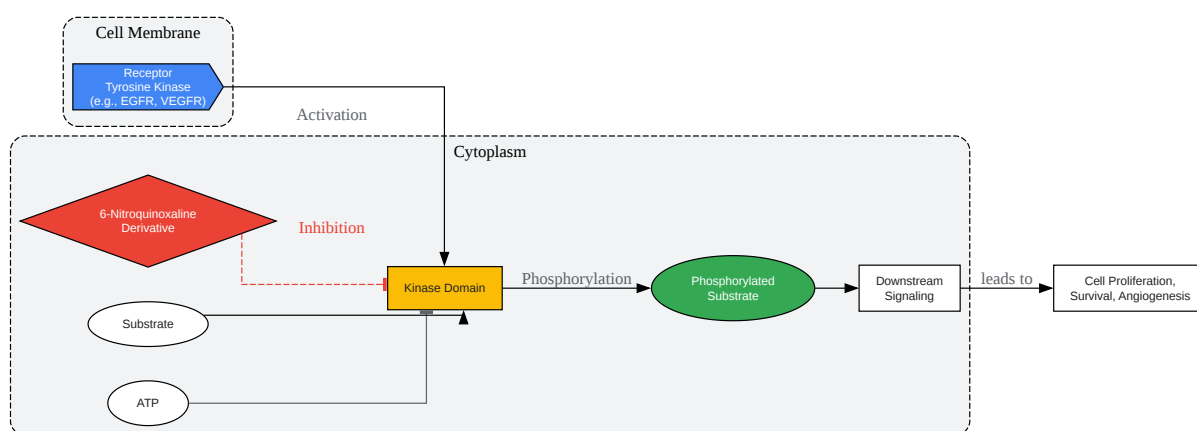 Cell Membrane
Receptor
Tyrosine Kinase
(e.g., EGFR, VEGFR)
Activation
Cytoplasm
6-Nitroquinoxaline
Derivative
Inhibition
Kinase Domain
Phosphorylation
Phosphorylated
Substrate
Downstream
Signaling
leads to
Cell Proliferation,
Survival, Angiogenesis
Substrate
ATP